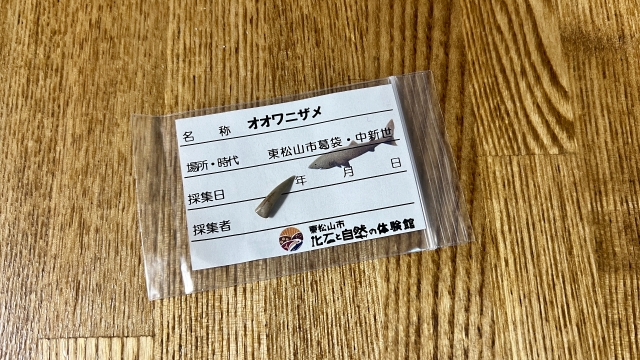 名 称 オオワニザメ
場所・時代 東松山市葛袋・中新世
採集日 年 月 日
採集者
東松山市
化石と自然の体験館